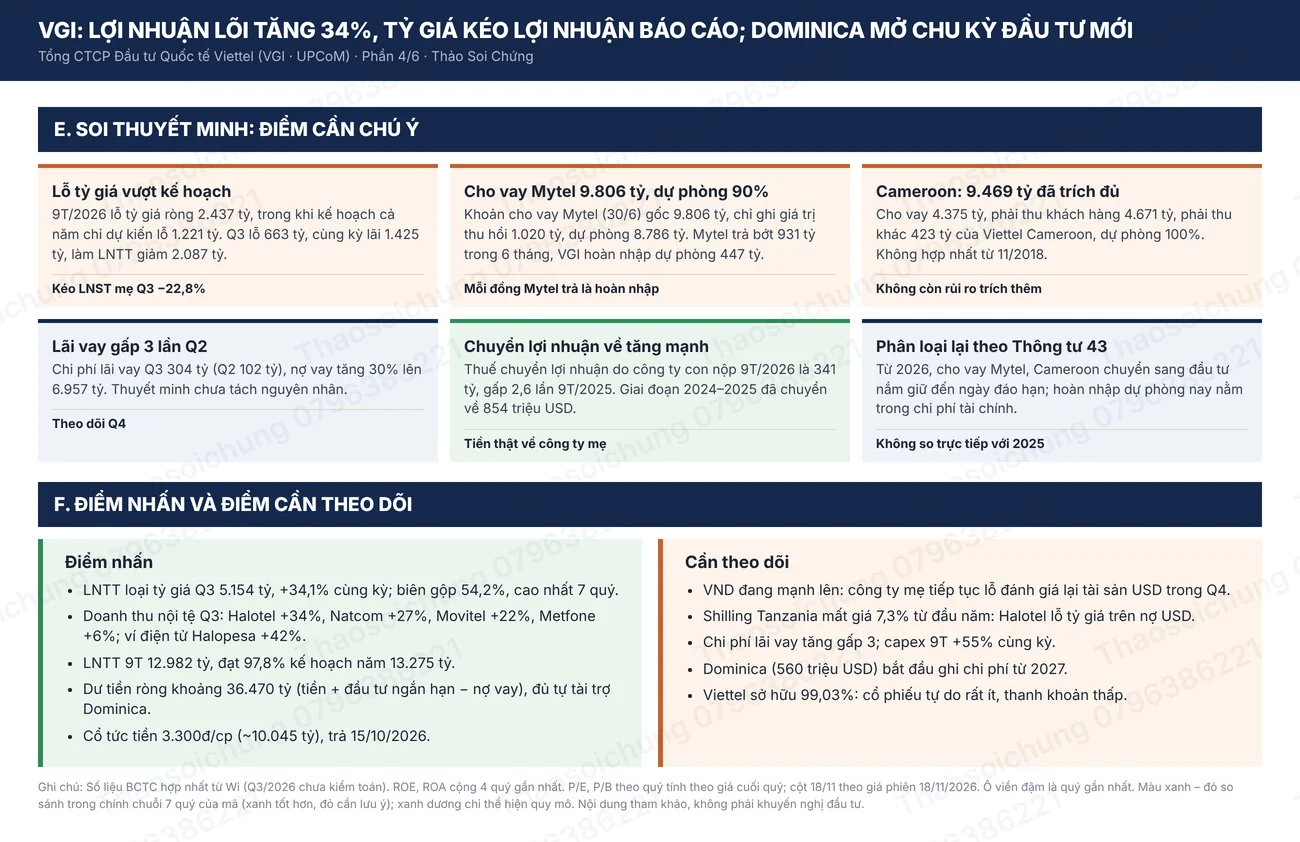 VGI: LỢI NHUẬN LÕI TĂNG 34%, TỶ GIÁ KÉO LỢI NHUẬN BÁO CÁO; DOMINICA MỞ CHU KỲ ĐẦU TƯ MỚI
Tổng CTCP Đầu tư Quốc tế Viettel (VGI · UPCoM) · Phần 4/6 · Thảo Soi Chứng
E. SOI THUYẾT MINH: ĐIỂM CẦN CHÚ Ý
Lỗ tỷ giá vượt kế hoạch
9T/2026 lỗ tỷ giá ròng 2.437 tỷ, trong khi kế hoạch cả
năm chỉ dự kiến lỗ 1.221 tỷ. Q3 lỗ 663 tỷ, cùng kỳ lãi 1.425
tỷ, làm LNTT giảm 2.087 tỷ.
Kéo LNST mẹ Q3 −22,8%
Cho vay Mytel 9.806 tỷ, dự phòng 90%
Khoản cho vay Mytel (30/6) gốc 9.806 tỷ, chỉ ghi giá trị
thu hồi 1.020 tỷ, dự phòng 8.786 tỷ. Mytel trả bớt 931 tỷ
trong 6 tháng, VGI hoàn nhập dự phòng 447 tỷ.
Mỗi đồng Mytel trả là hoàn nhập
Cameroon: 9.469 tỷ đã trích đủ
Cho vay 4.375 tỷ, phải thu khách hàng 4.671 tỷ, phải thu
khác 423 tỷ của Viettel Cameroon, dự phòng 100%.
Không hợp nhất từ 11/2018.
Không còn rủi ro trích thêm
Lãi vay gấp 3 lần Q2
Chi phí lãi vay Q3 304 tỷ (Q2 102 tỷ), nợ vay tăng 30% lên
6.957 tỷ. Thuyết minh chưa tách nguyên nhân.
Theo dõi Q4
Chuyển lợi nhuận về tăng mạnh
Thuế chuyển lợi nhuận do công ty con nộp 9T/2026 là 341
tỷ, gấp 2,6 lần 9T/2025. Giai đoạn 2024–2025 đã chuyển
về 854 triệu USD.
Tiền thật về công ty mẹ
Phân loại lại theo Thông tư 43
Từ 2026, cho vay Mytel, Cameroon chuyển sang đầu tư
nắm giữ đến ngày đáo hạn; hoàn nhập dự phòng nay nằm
trong chi phí tài chính.
Không so trực tiếp với 2025
F. ĐIỂM NHẤN VÀ ĐIỂM CẦN THEO DÕI
Điểm nhấn
• LNTT loại tỷ giá Q3 5.154 tỷ, +34,1% cùng kỳ; biên gộp 54,2%, cao nhất 7 quý.
• Doanh thu nội tệ Q3: Halotel +34%, Natcom +27%, Movitel +22%, Metfone
+6%; ví điện tử Halopesa +42%.
• LNTT 9T 12.982 tỷ, đạt 97,8% kế hoạch năm 13.275 tỷ.
• Dư tiền ròng khoảng 36.470 tỷ (tiền + đầu tư ngắn hạn − nợ vay), đủ tự tài trợ
Dominica.
• Cổ tức tiền 3.300đ/cp (~10.045 tỷ), trả 15/10/2026.
Cần theo dõi
• VND đang mạnh lên: công ty mẹ tiếp tục lỗ đánh giá lại tài sản USD trong Q4.
• Shilling Tanzania mất giá 7,3% từ đầu năm: Halotel lỗ tỷ giá trên nợ USD.
• Chi phí lãi vay tăng gấp 3; capex 9T +55% cùng kỳ.
• Dominica (560 triệu USD) bắt đầu ghi chi phí từ 2027.
• Viettel sở hữu 99,03%: cổ phiếu tự do rất ít, thanh khoản thấp.
Ghi chú: Số liệu BCTC hợp nhất từ Wi (Q3/2026 chưa kiểm toán). ROE, ROA cộng 4 quý gần nhất. P/E, P/B theo quý tính theo giá cuối quý; cột 18/11 theo giá phiên 18/11/2026. Ô viền đậm là quý gần nhất. Màu xanh – đỏ so
sánh trong chính chuỗi 7 quý của mã (xanh tốt hơn, đỏ cần lưu ý); xanh dương chỉ thể hiện quy mô. Nội dung tham khảo, không phải khuyến nghị đầu tư.
Thaosoichung 0796386221